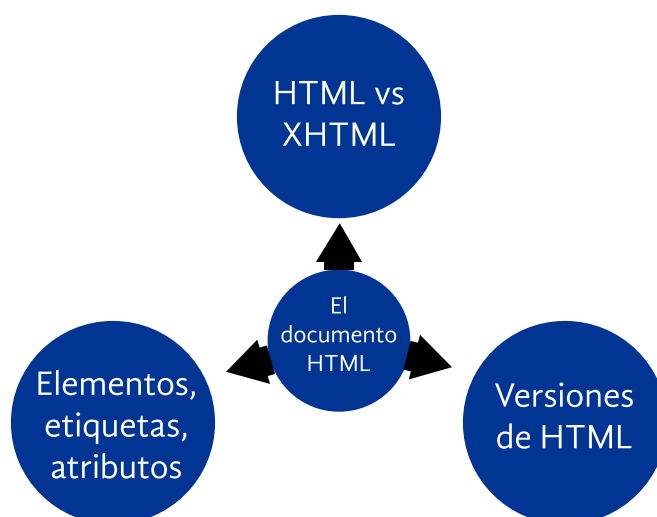 HTML vs
XHTML
El
documento
HTML
Elementos,
etiquetas,
atributos
Versiones
de HTML